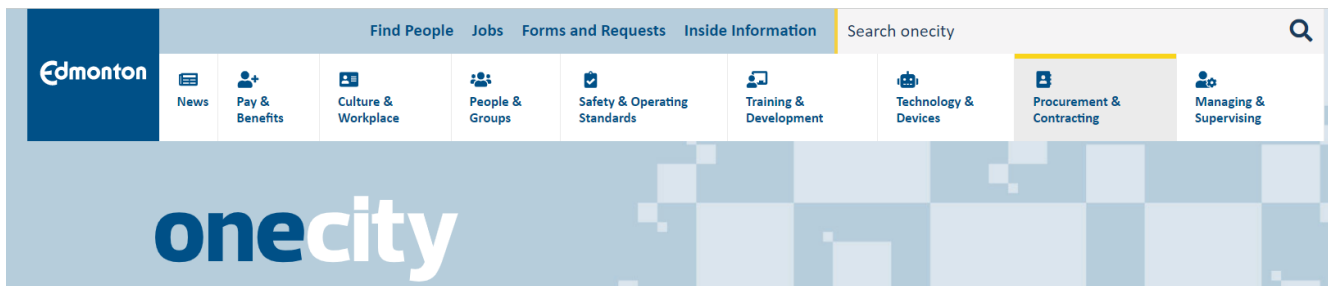 Find People Jobs Forms and Requests Inside Information Search onecity
Edmonton
News
Pay &
Benefits
Culture &
Workplace
People &
Groups
Safety & Operating
Standards
Training &
Development
Technology &
Devices
Procurement &
Contracting
Managing &
Supervising
onecity